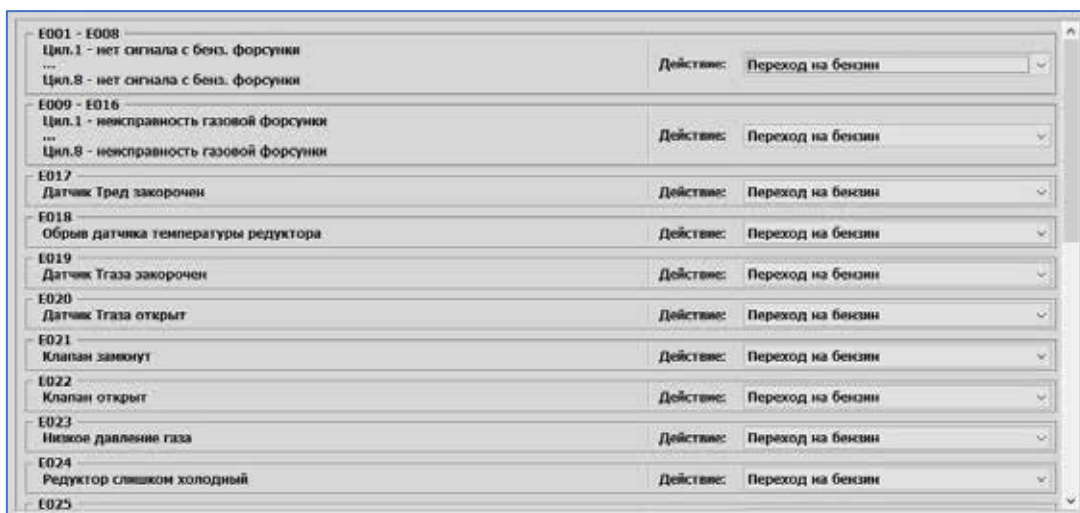 E001 - E008
Цил.1 - нет сигнала с бенз. форсунки
...
Цил.8 - нет сигнала с бенз. форсунки
Действие: Переход на бензин
E009 - E016
Цил.1 - неисправность газовой форсунки
...
Цил.8 - неисправность газовой форсунки
Действие: Переход на бензин
E017
Датчик Тред закорочен Действие: Переход на бензин
E018
Обрыв датчика температуры редуктора Действие: Переход на бензин
E019
Датчик Тгаза закорочен Действие: Переход на бензин
E020
Датчик Тгаза открыт Действие: Переход на бензин
E021
Клапан замкнут Действие: Переход на бензин
E022
Клапан открыт Действие: Переход на бензин
E023
Низкое давление газа Действие: Переход на бензин
E024
Редуктор слишком холодный Действие: Переход на бензин
E025